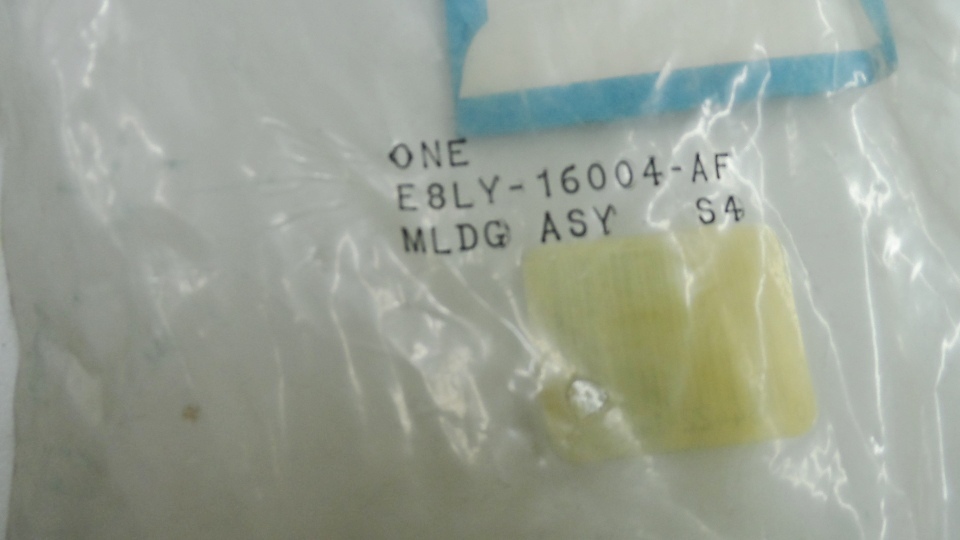 ONE
E8LY-16004-AF
MLDG ASY S4